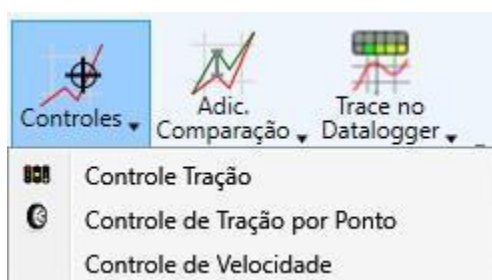 Controles
Adic.
Comparação
Trace no
Datalogger
Controle Tração
Controle de Tração por Ponto
Controle de Velocidade